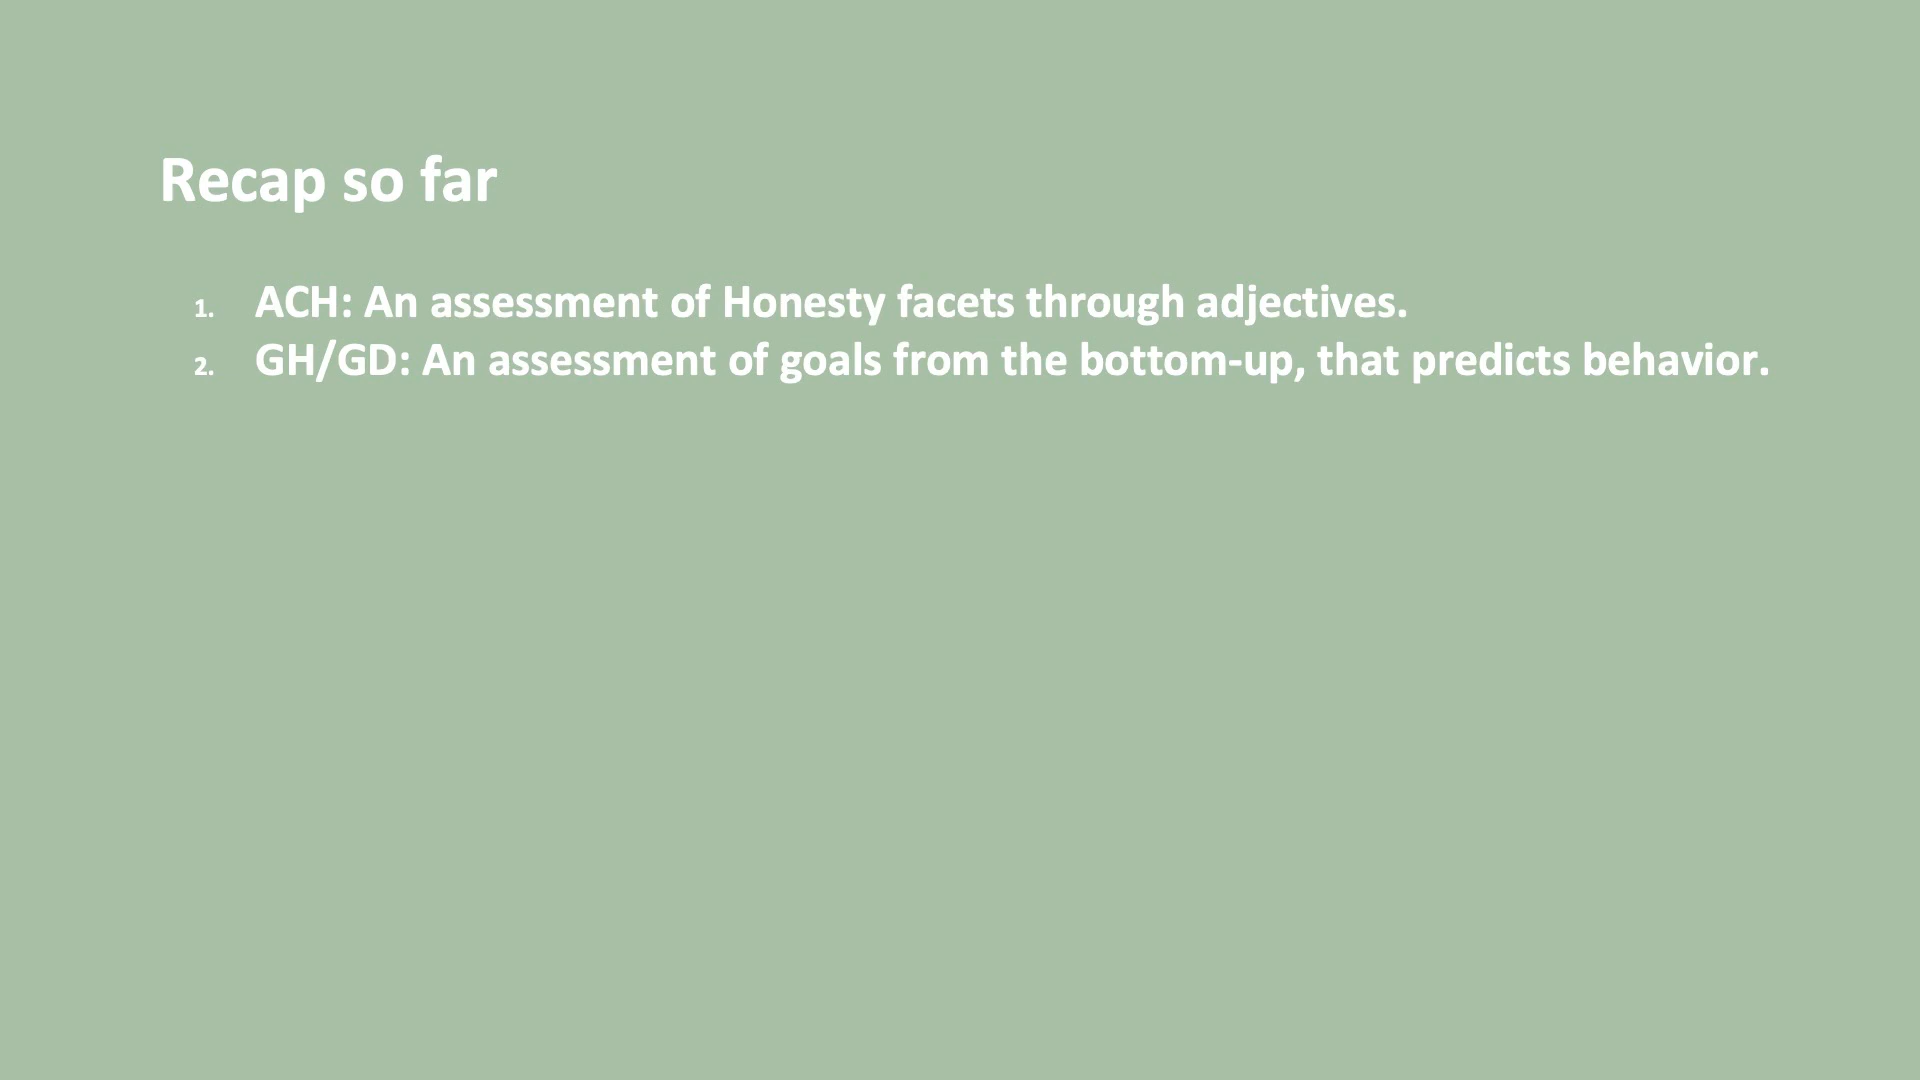 Recap so far
1. ACH: An assessment of Honesty facets through adjectives.
2. GH/GD: An assessment of goals from the bottom-up, that predicts behavior.